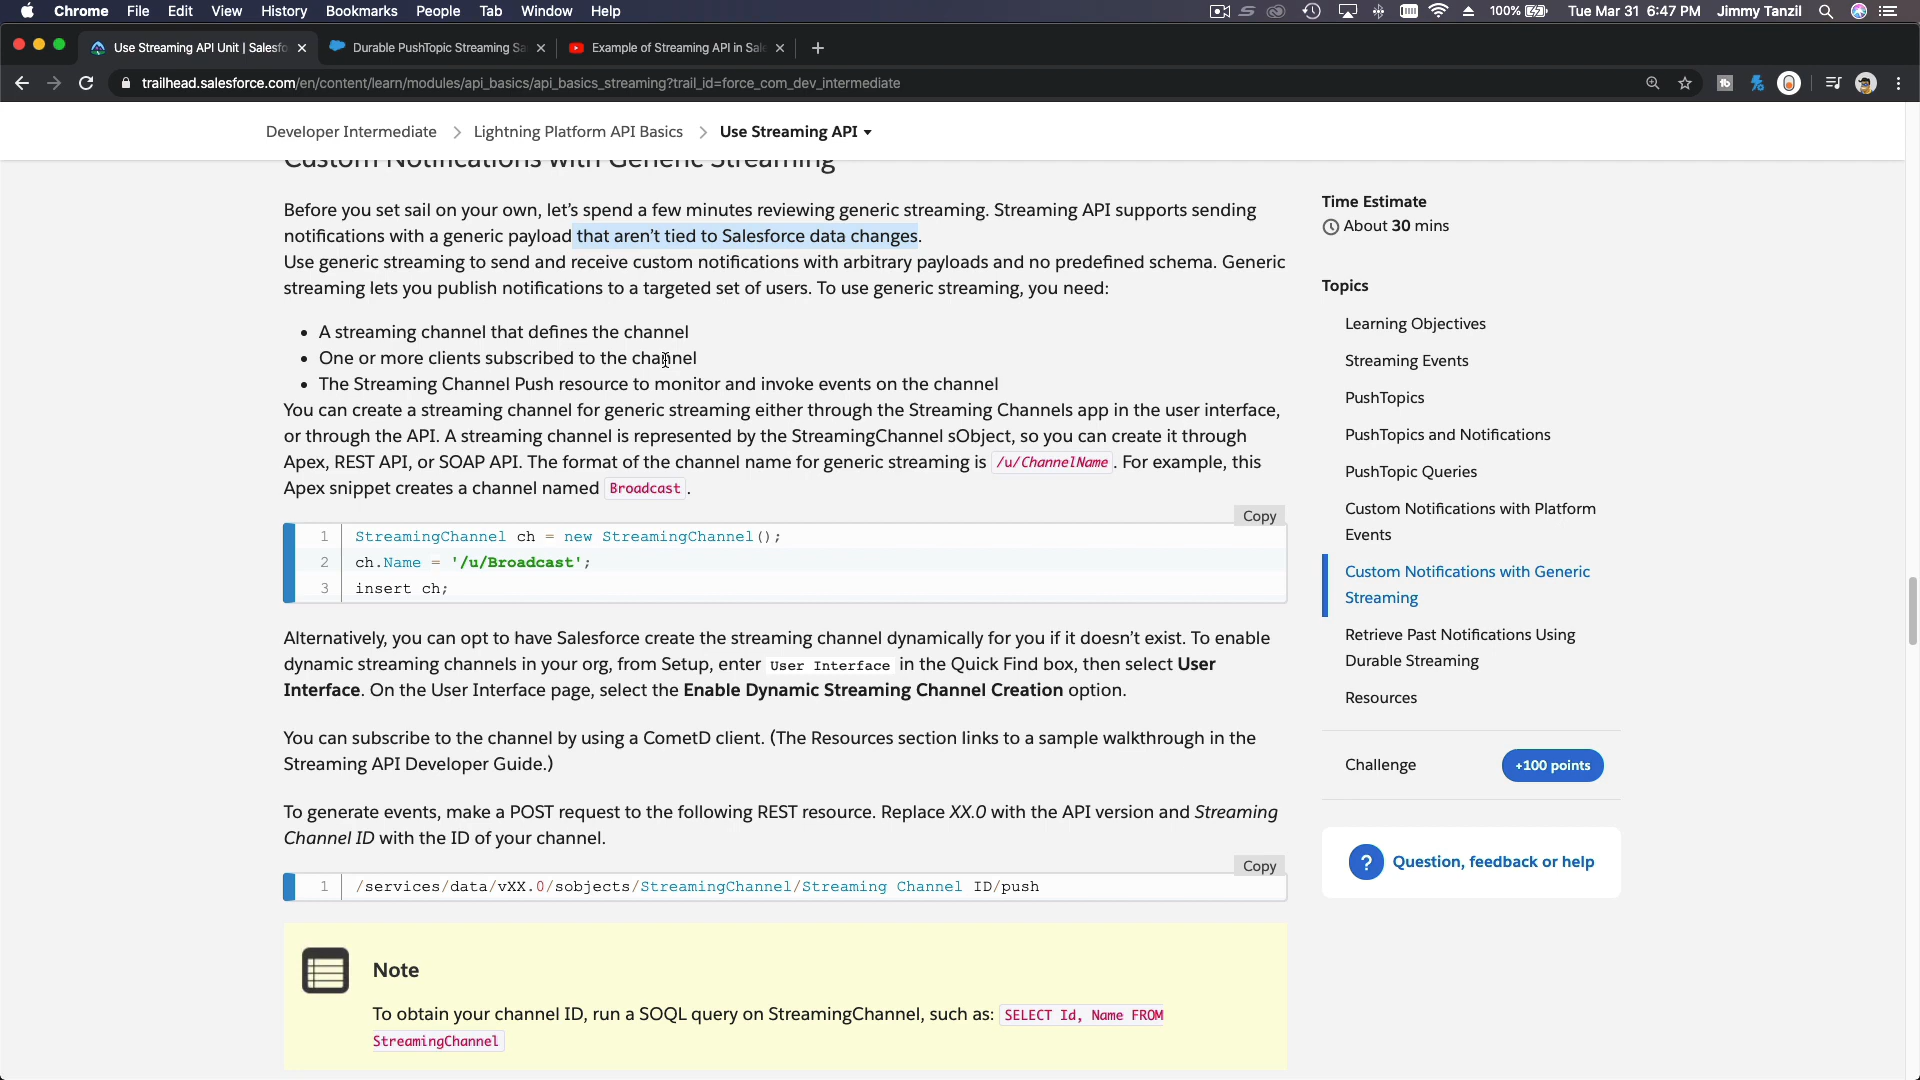 Chrome File Edit View History Bookmarks People Tab Window Help 100% Tue Mar 31 6:47 PM Jimmy Tanzil
Use Streaming API Unit | Salesfo Durable PushTopic Streaming Sa Example of Streaming API in Sal
trailhead.salesforce.com/en/content/learn/modules/api_basics/api_basics_streaming?trail_id=force_com_dev_intermediate
Developer Intermediate > Lightning Platform API Basics > Use Streaming API
Custom Notifications with Generic Streaming
Before you set sail on your own, let's spend a few minutes reviewing generic streaming. Streaming API supports sending
notifications with a generic payload that aren't tied to Salesforce data changes.
Use generic streaming to send and receive custom notifications with arbitrary payloads and no predefined schema. Generic
streaming lets you publish notifications to a targeted set of users. To use generic streaming, you need:
• A streaming channel that defines the channel
• One or more clients subscribed to the channel
• The Streaming Channel Push resource to monitor and invoke events on the channel
You can create a streaming channel for generic streaming either through the Streaming Channels app in the user interface,
or through the API. A streaming channel is represented by the StreamingChannel sObject, so you can create it through
Apex, REST API, or SOAP API. The format of the channel name for generic streaming is /u/ChannelName. For example, this
Apex snippet creates a channel named Broadcast.
Copy
1 StreamingChannel ch = new StreamingChannel();
2 ch.Name = '/u/Broadcast';
3 insert ch;
Alternatively, you can opt to have Salesforce create the streaming channel dynamically for you if it doesn't exist. To enable
dynamic streaming channels in your org, from Setup, enter User Interface in the Quick Find box, then select User
Interface. On the User Interface page, select the Enable Dynamic Streaming Channel Creation option.
You can subscribe to the channel by using a CometD client. (The Resources section links to a sample walkthrough in the
Streaming API Developer Guide.)
To generate events, make a POST request to the following REST resource. Replace XX.0 with the API version and Streaming
Channel ID with the ID of your channel.
Copy
1 /services/data/vXX.0/sobjects/StreamingChannel/Streaming Channel ID/push
Note
To obtain your channel ID, run a SOQL query on StreamingChannel, such as: SELECT Id, Name FROM
StreamingChannel
Time Estimate
About 30 mins
Topics
Learning Objectives
Streaming Events
PushTopics
PushTopics and Notifications
PushTopic Queries
Custom Notifications with Platform
Events
Custom Notifications with Generic
Streaming
Retrieve Past Notifications Using
Durable Streaming
Resources
Challenge +100 points
? Question, feedback or help